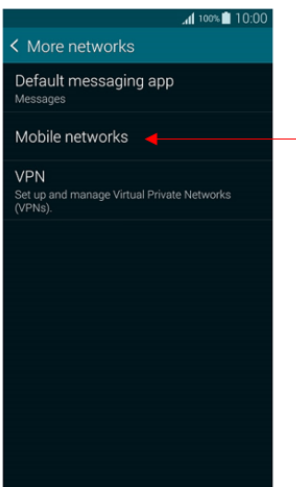 100% 10:00
< More networks
Default messaging app
Messages
Mobile networks
VPN
Set up and manage Virtual Private Networks
(VPNs).